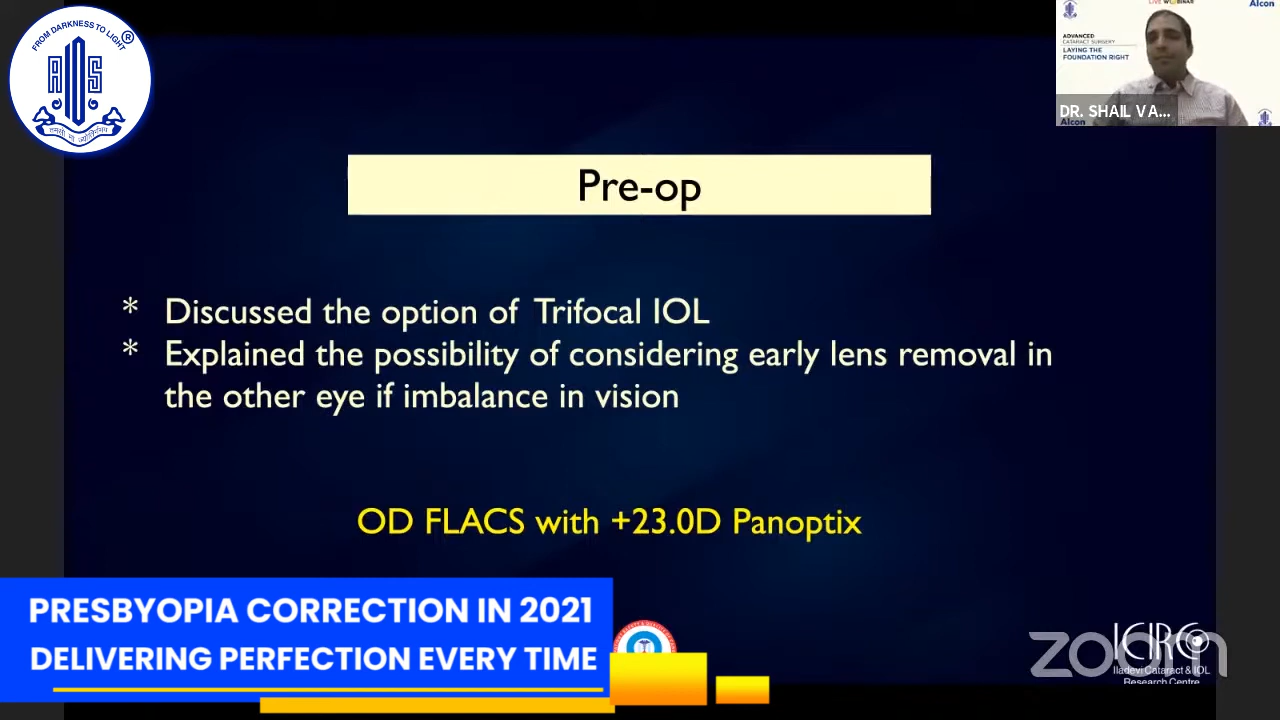 FROM DARKNESS TO LIGHT
®
AIOS
LIVE WEBINAR
Alcon
ADVANCED
CATARACT SURGERY
LAYING THE
FOUNDATION RIGHT
DR. SHAIL VA...
Alcon
Pre-op
* Discussed the option of Trifocal IOL
* Explained the possibility of considering early lens removal in
the other eye if imbalance in vision
OD FLACS with +23.0D Panoptix
PRESBYOPIA CORRECTION IN 2021
DELIVERING PERFECTION EVERY TIME
zoom
ICIRC
Iladevi Cataract & IOL
Research Centre